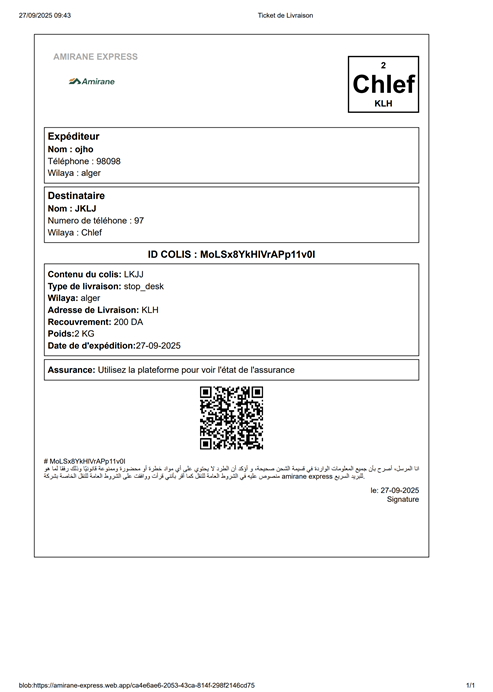 27/09/2025 09:43
Ticket de Livraison
AMIRANE EXPRESS
Amirane
2
Chlef
KLH
Expéditeur
Nom : ojho
Téléphone : 98098
Wilaya : alger
Destinataire
Nom : JKLJ
Numero de téléhone : 97
Wilaya : Chlef
ID COLIS : MoLSx8YkHlVrAPp11v0I
Contenu du colis: LKJJ
Type de livraison: stop_desk
Wilaya: alger
Adresse de Livraison: KLH
Recouvrement: 200 DA
Poids:2 KG
Date de d'expédition:27-09-2025
Assurance: Utilisez la plateforme pour voir l'état de l'assurance
# MoLSx8YkHlVrAPp11v0I
انا المرسل، أصرح بأن جميع المعلومات الواردة في قسيمة الشحن صحيحة، و أؤكد أن الطرد لا يحتوي على أي مواد خطرة أو محضورة وممنوعة قانونيًا وذلك وفقا لما هو
منصوص عليه في الشروط العامة للنقل كما أقر بأنني قرأت ووافقت على الشروط العامة للنقل الخاصة بشركة amirane express للبريد السريع.
le: 27-09-2025
Signature
blob:https://amirane-express.web.app/ca4e6ae6-2053-43ca-814f-298f2146cd75
1/1